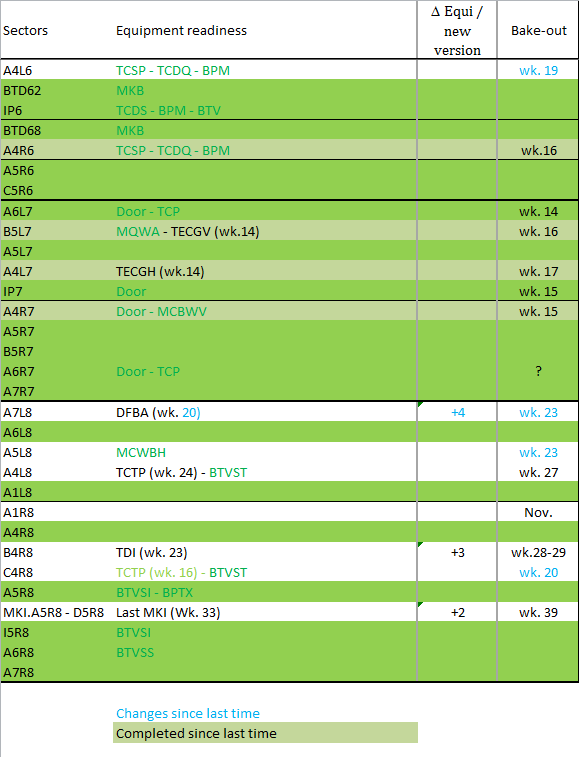 Sectors Equipment readiness Δ Equi / new version Bake-out
A4L6 TCSP - TCDQ - BPM wk. 19
BTD62 MKB
IP6 TCDS - BPM - BTV
BTD68 MKB
A4R6 TCSP - TCDQ - BPM wk.16
A5R6
C5R6
A6L7 Door - TCP wk. 14
B5L7 MQWA - TECGV (wk.14) wk. 16
A5L7
A4L7 TECGH (wk.14) wk. 17
IP7 Door wk. 15
A4R7 Door - MCBWV wk. 15
A5R7
B5R7
A6R7 Door - TCP ?
A7R7
A7L8 DFBA (wk. 20) +4 wk. 23
A6L8
A5L8 MCWBH wk. 23
A4L8 TCTP (wk. 24) - BTVST wk. 27
A1L8
A1R8 Nov.
A4R8
B4R8 TDI (wk. 23) +3 wk.28-29
C4R8 TCTP (wk. 16) - BTVST wk. 20
A5R8 BTVSI - BPTX
MKI.A5R8 - D5R8 Last MKI (Wk. 33) +2 wk. 39
I5R8 BTVSI
A6R8 BTVSS
A7R8
Changes since last time
Completed since last time